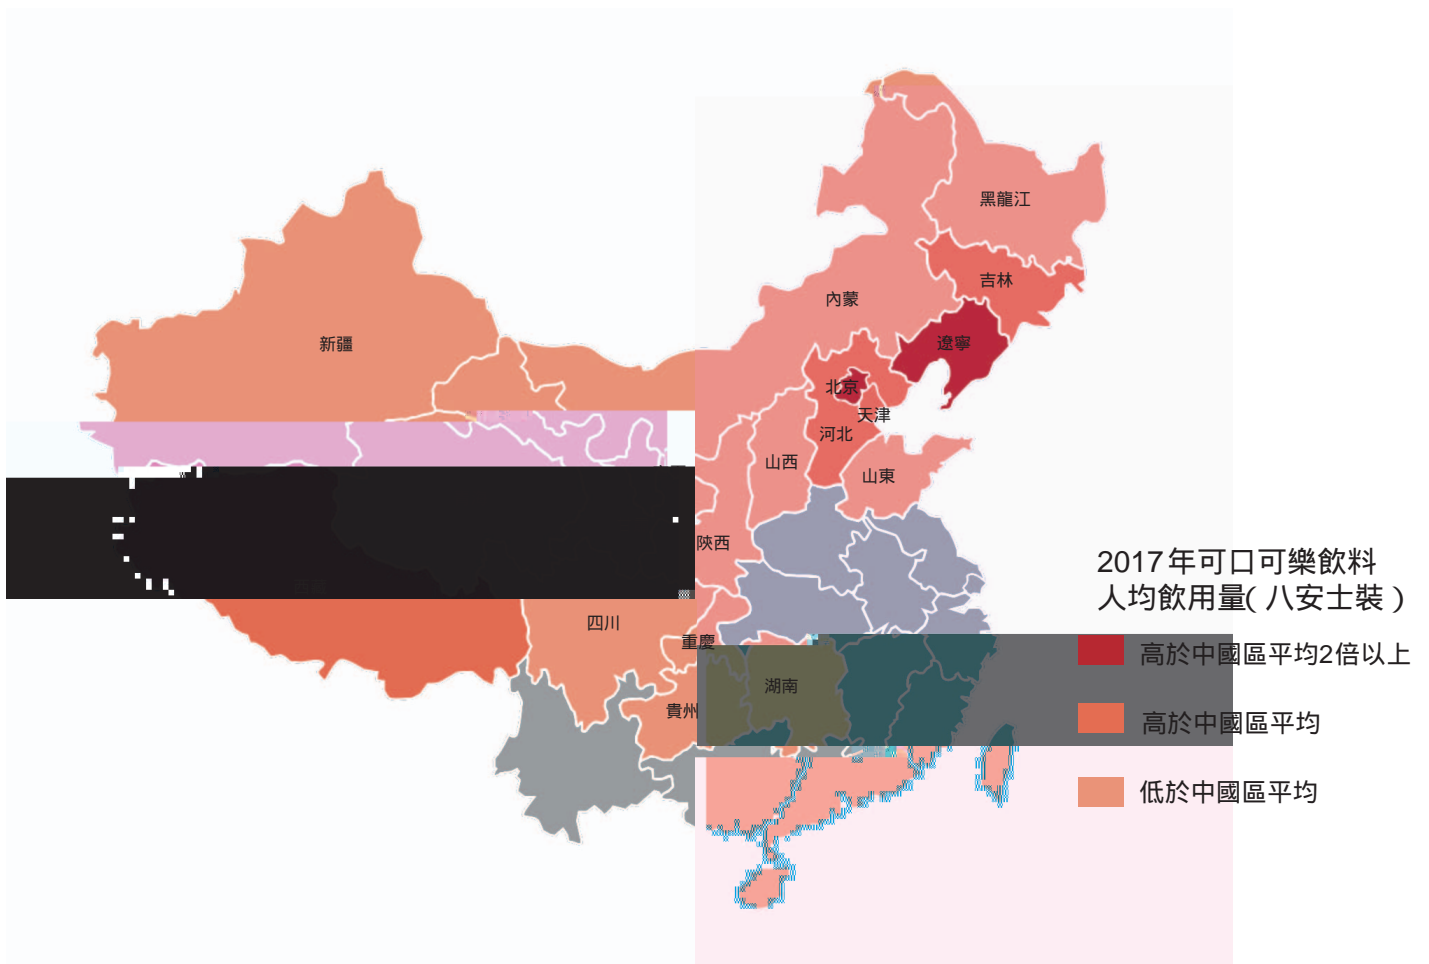 黑龍江
吉林
內蒙
遼寧
新疆
北京
天津
河北
山西
山東
陝西
2017年可口可樂飲料
人均飲用量(八安士裝)
四川
重慶
高於中國區平均2倍以上
湖南
貴州
高於中國區平均
低於中國區平均